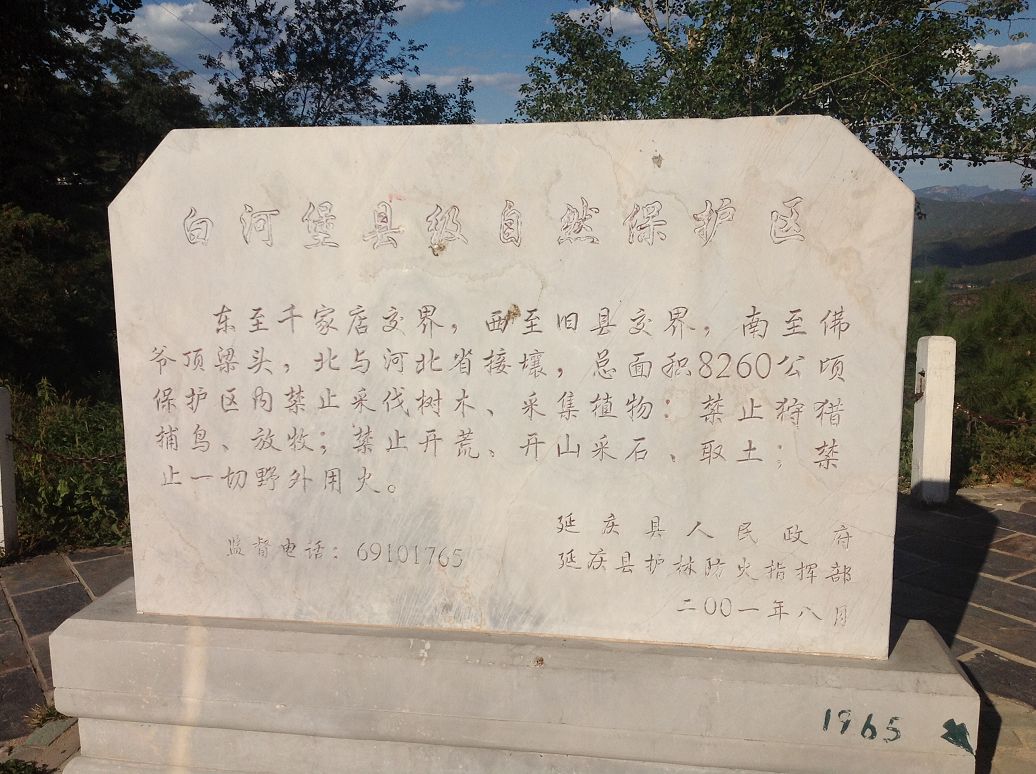 白河堡县级自然保护区
东至千家店交界，西至旧县交界，南至佛
爷顶梁头，北与河北省接壤，总面积8260公顷
保护区内禁止采伐树木、采集植物；禁止狩猎
捕鸟、放牧；禁止开荒、开山采石、取土；禁
止一切野外用火。
延庆县人民政府
监督电话：69101765
延庆县护林防火指挥部
二00一年八月
1965